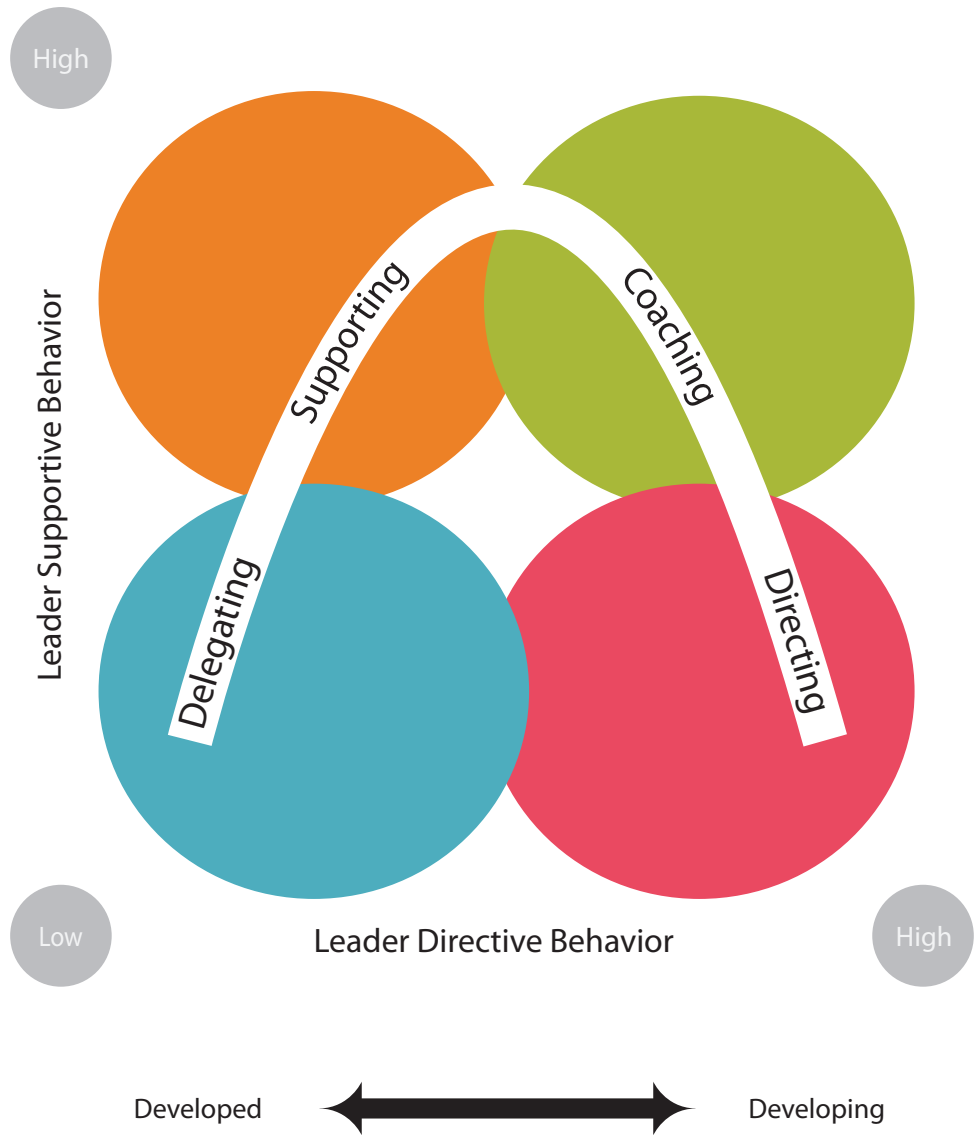 High
Supporting
Coaching
Leader Supportive Behavior
Delegating
Directing
Low
Leader Directive Behavior
High
Developed
Developing